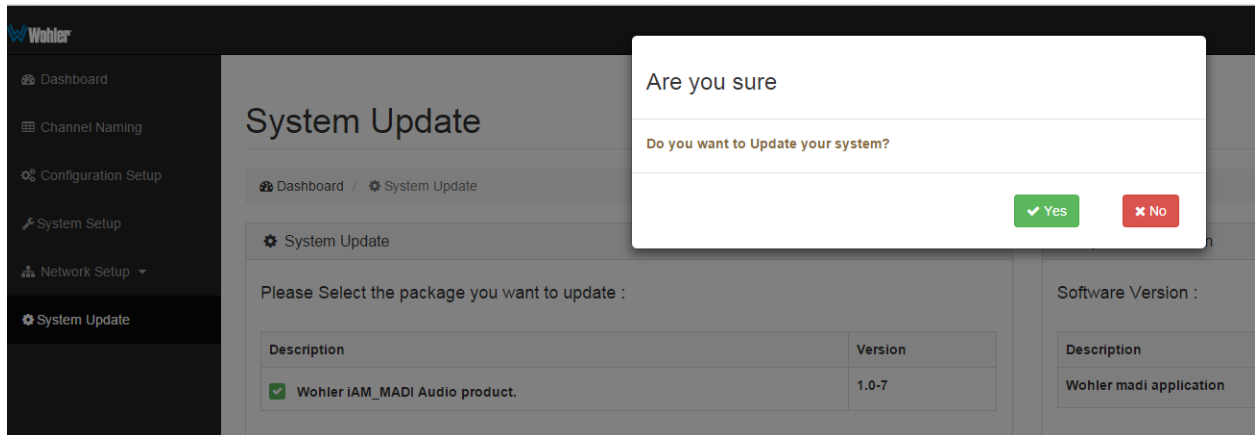 Wohler
Dashboard
Channel Naming
Configuration Setup
System Setup
Network Setup
System Update
System Update
Dashboard / System Update
System Update
Please Select the package you want to update :
Description Version
Wohler iAM_MADI Audio product. 1.0-7
Are you sure
Do you want to Update your system?
Yes No
Software Version :
Description
Wohler madi application